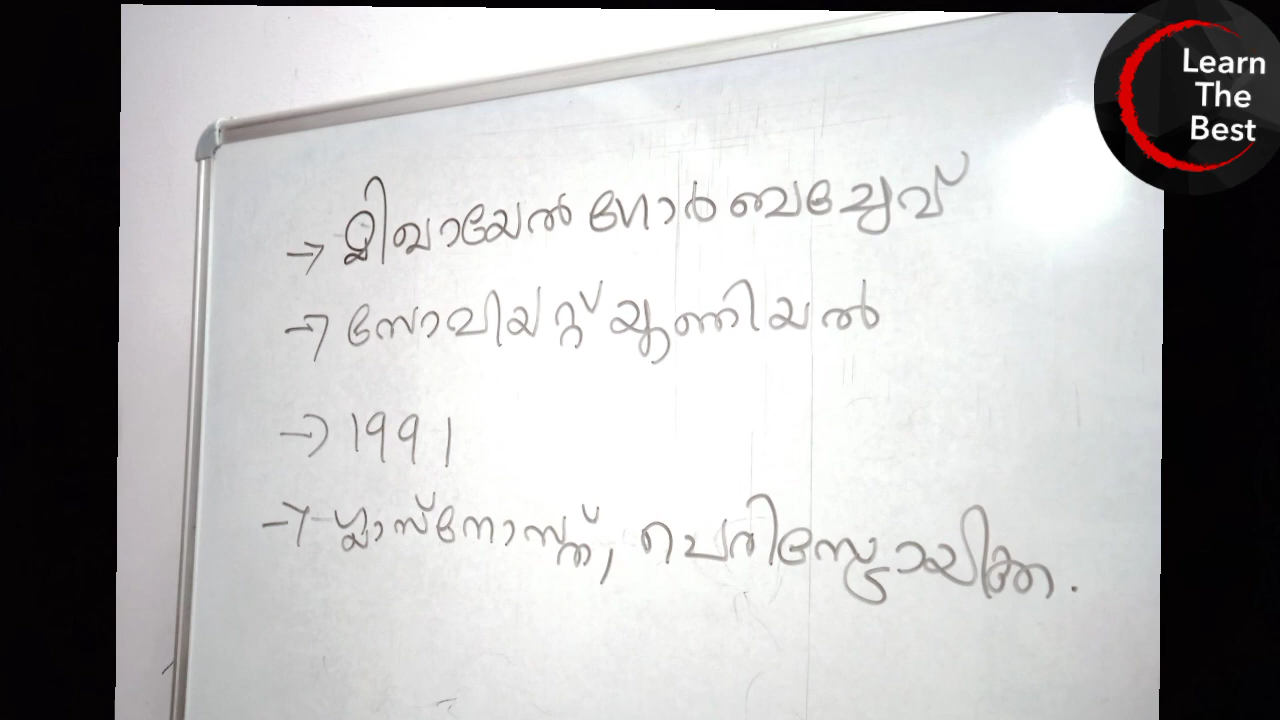 Learn
The
Best
→ മിഖായേൽ ഗോർബച്ചേവ്
→ സോവിയറ്റ് യൂണിയൻ
→ 1991
→ ഗ്ലാസ്നോസ്ത്, പെരിസ്ട്രോയിക്ക.